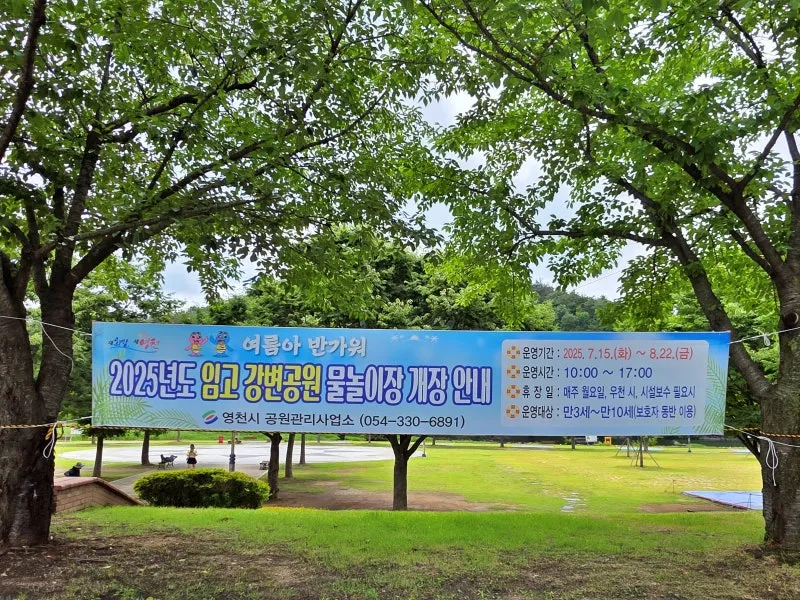 여름아 반가워
2025년도 임고 강변공원 물놀이장 개장 안내
영천시 공원관리사업소 (054-330-6891)
운영기간 : 2025. 7.15.(화) ~ 8.22.(금)
운영시간 : 10:00 ~ 17:00
휴 장 일 : 매주 월요일, 우천 시, 시설보수 필요시
운영대상 : 만3세~만10세(보호자 동반 이용)